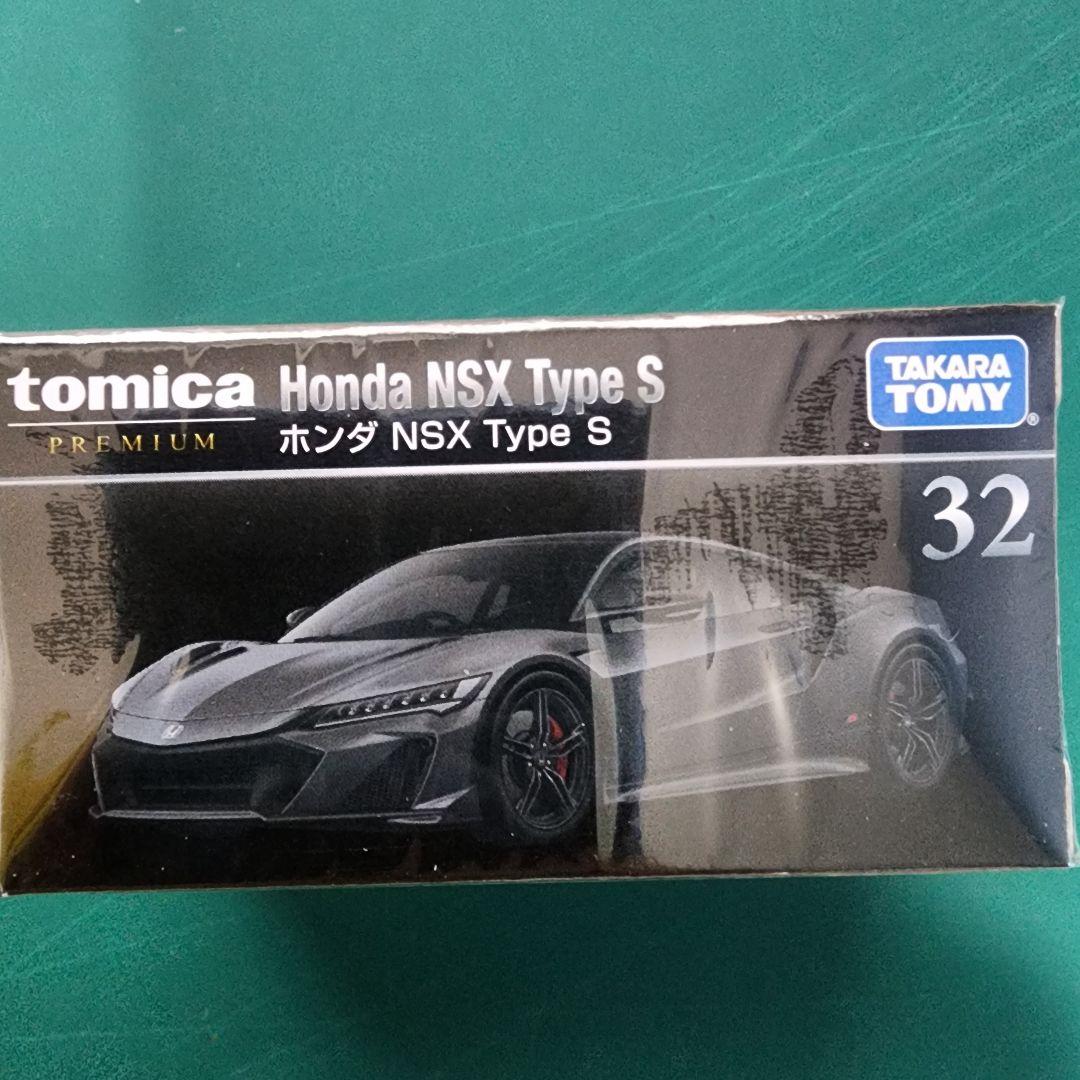 tomica
PREMIUM
Honda NSX Type S
ホンダ NSX Type S
TAKARA
TOMY
®
32